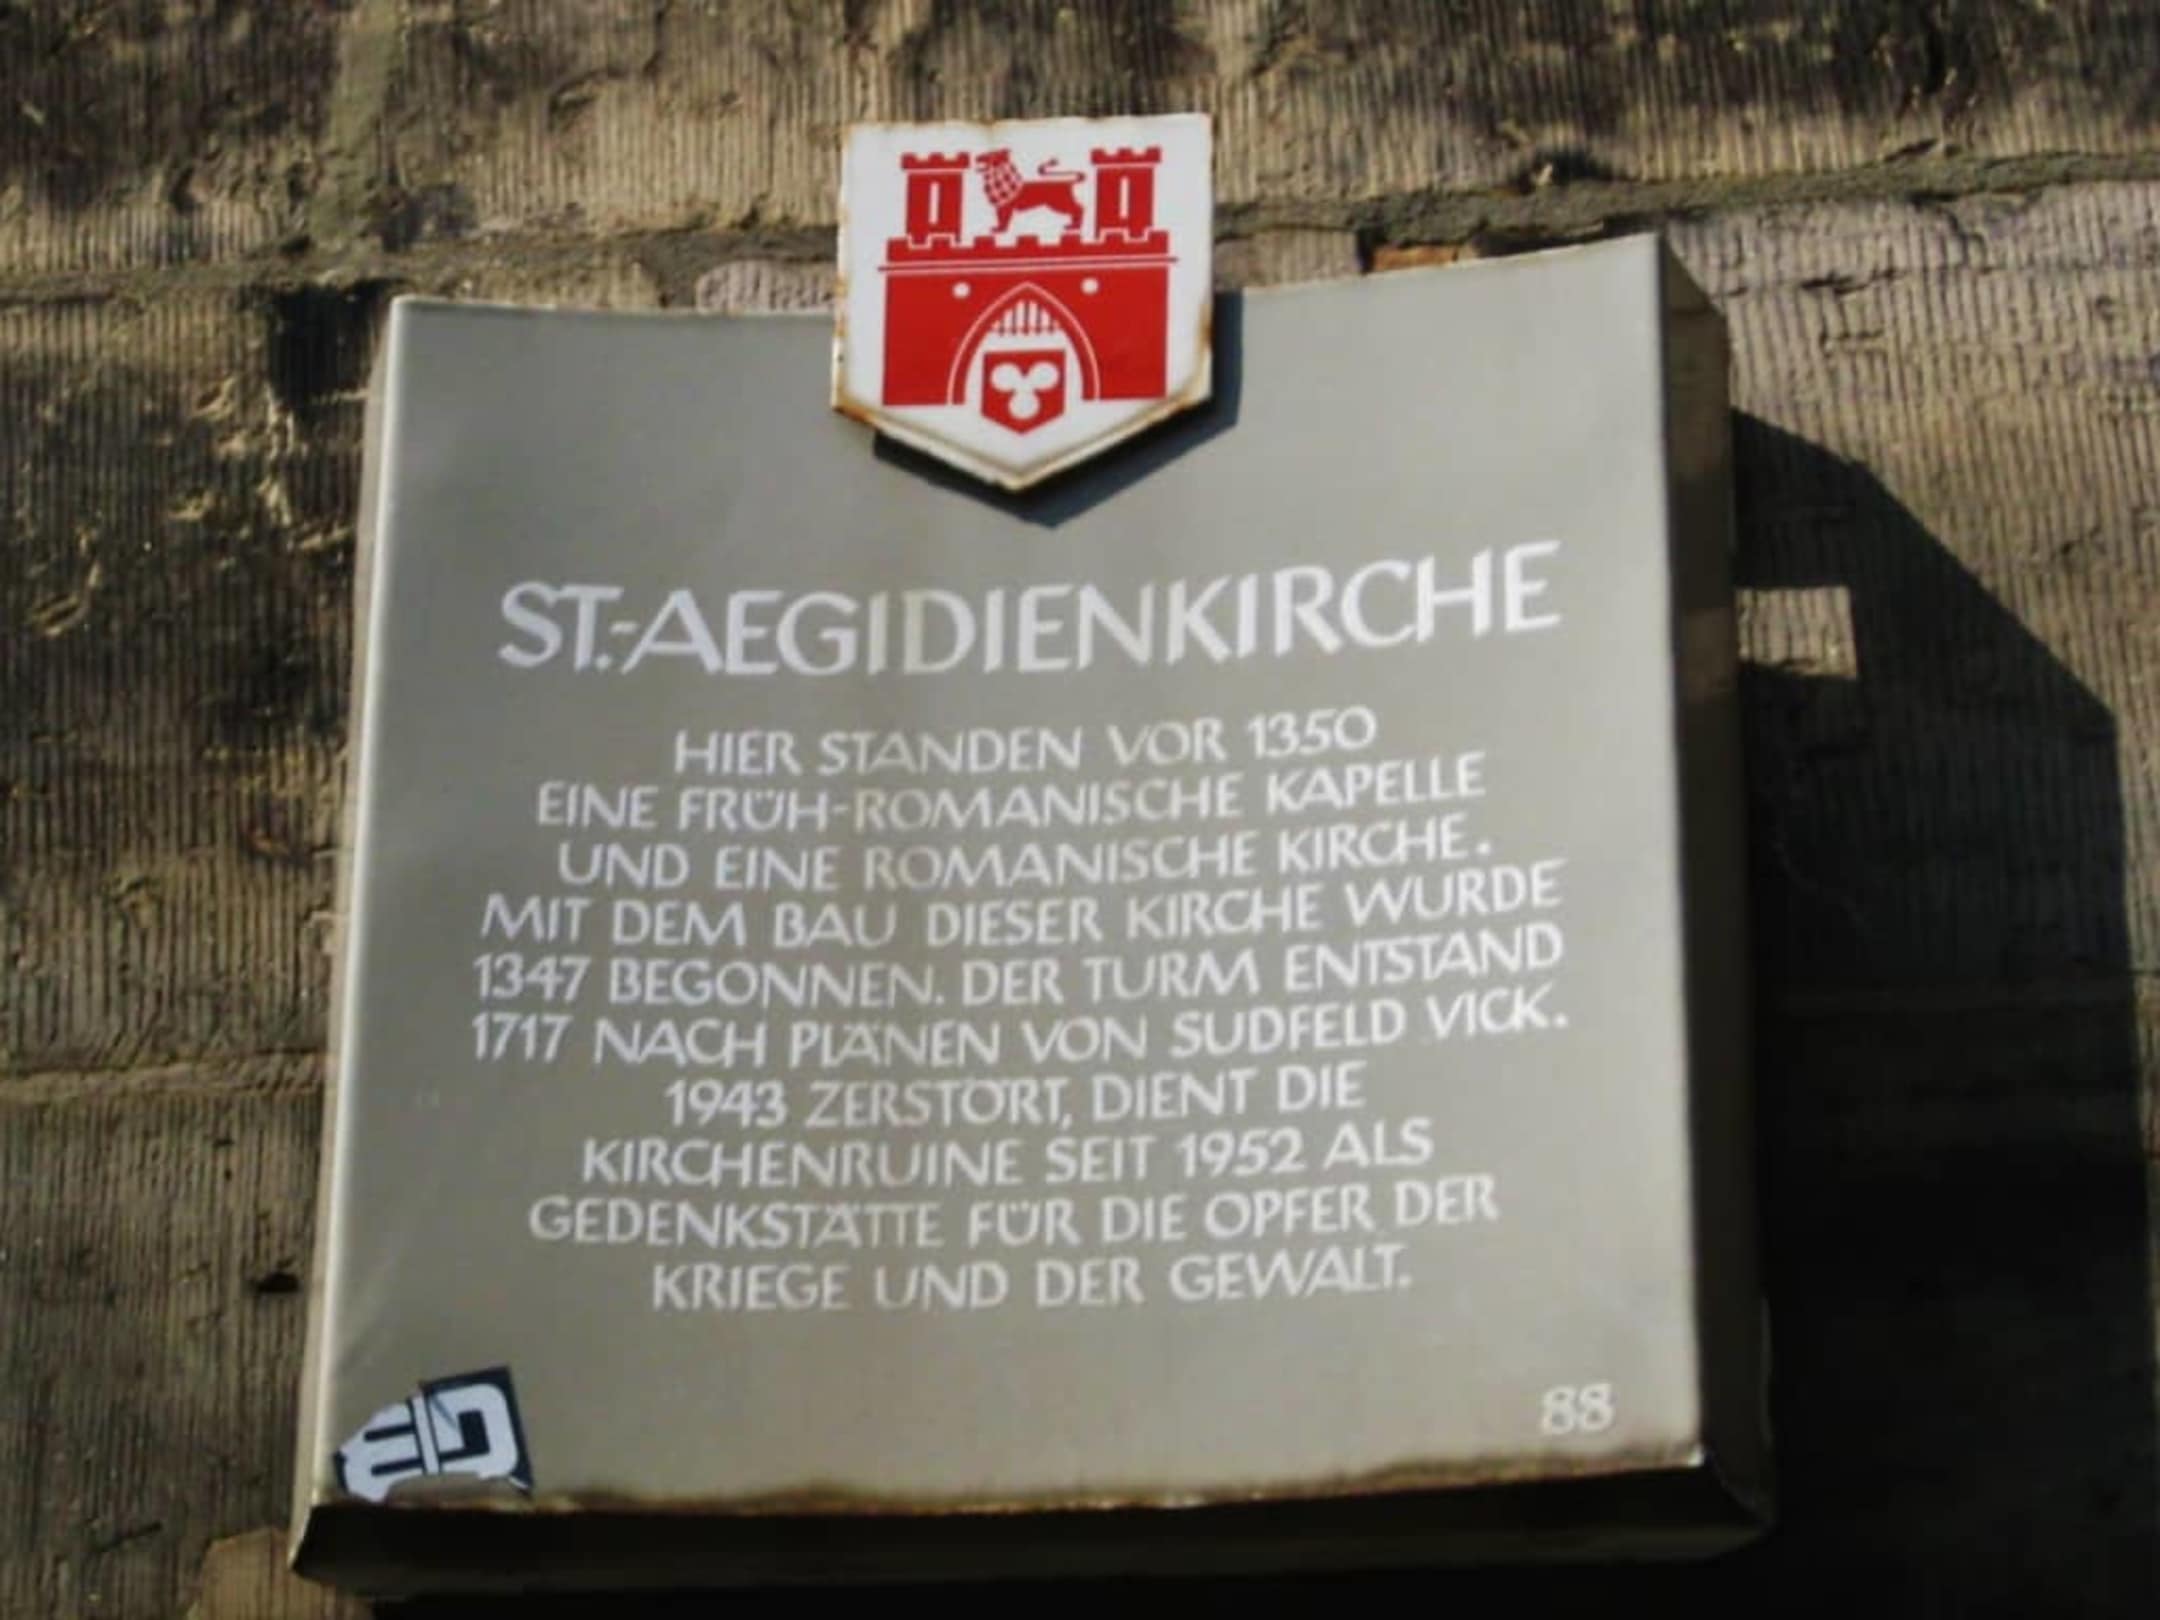 ST.-AEGIDIENKIRCHE
HIER STANDEN VOR 1350
EINE FRÜH-ROMANISCHE KAPELLE
UND EINE ROMANISCHE KIRCHE.
MIT DEM BAU DIESER KIRCHE WURDE
1347 BEGONNEN. DER TURM ENTSTAND
1717 NACH PLÄNEN VON SUDFELD VICK.
1943 ZERSTÖRT, DIENT DIE
KIRCHENRUINE SEIT 1952 ALS
GEDENKSTÄTTE FÜR DIE OPFER DER
KRIEGE UND DER GEWALT.
88